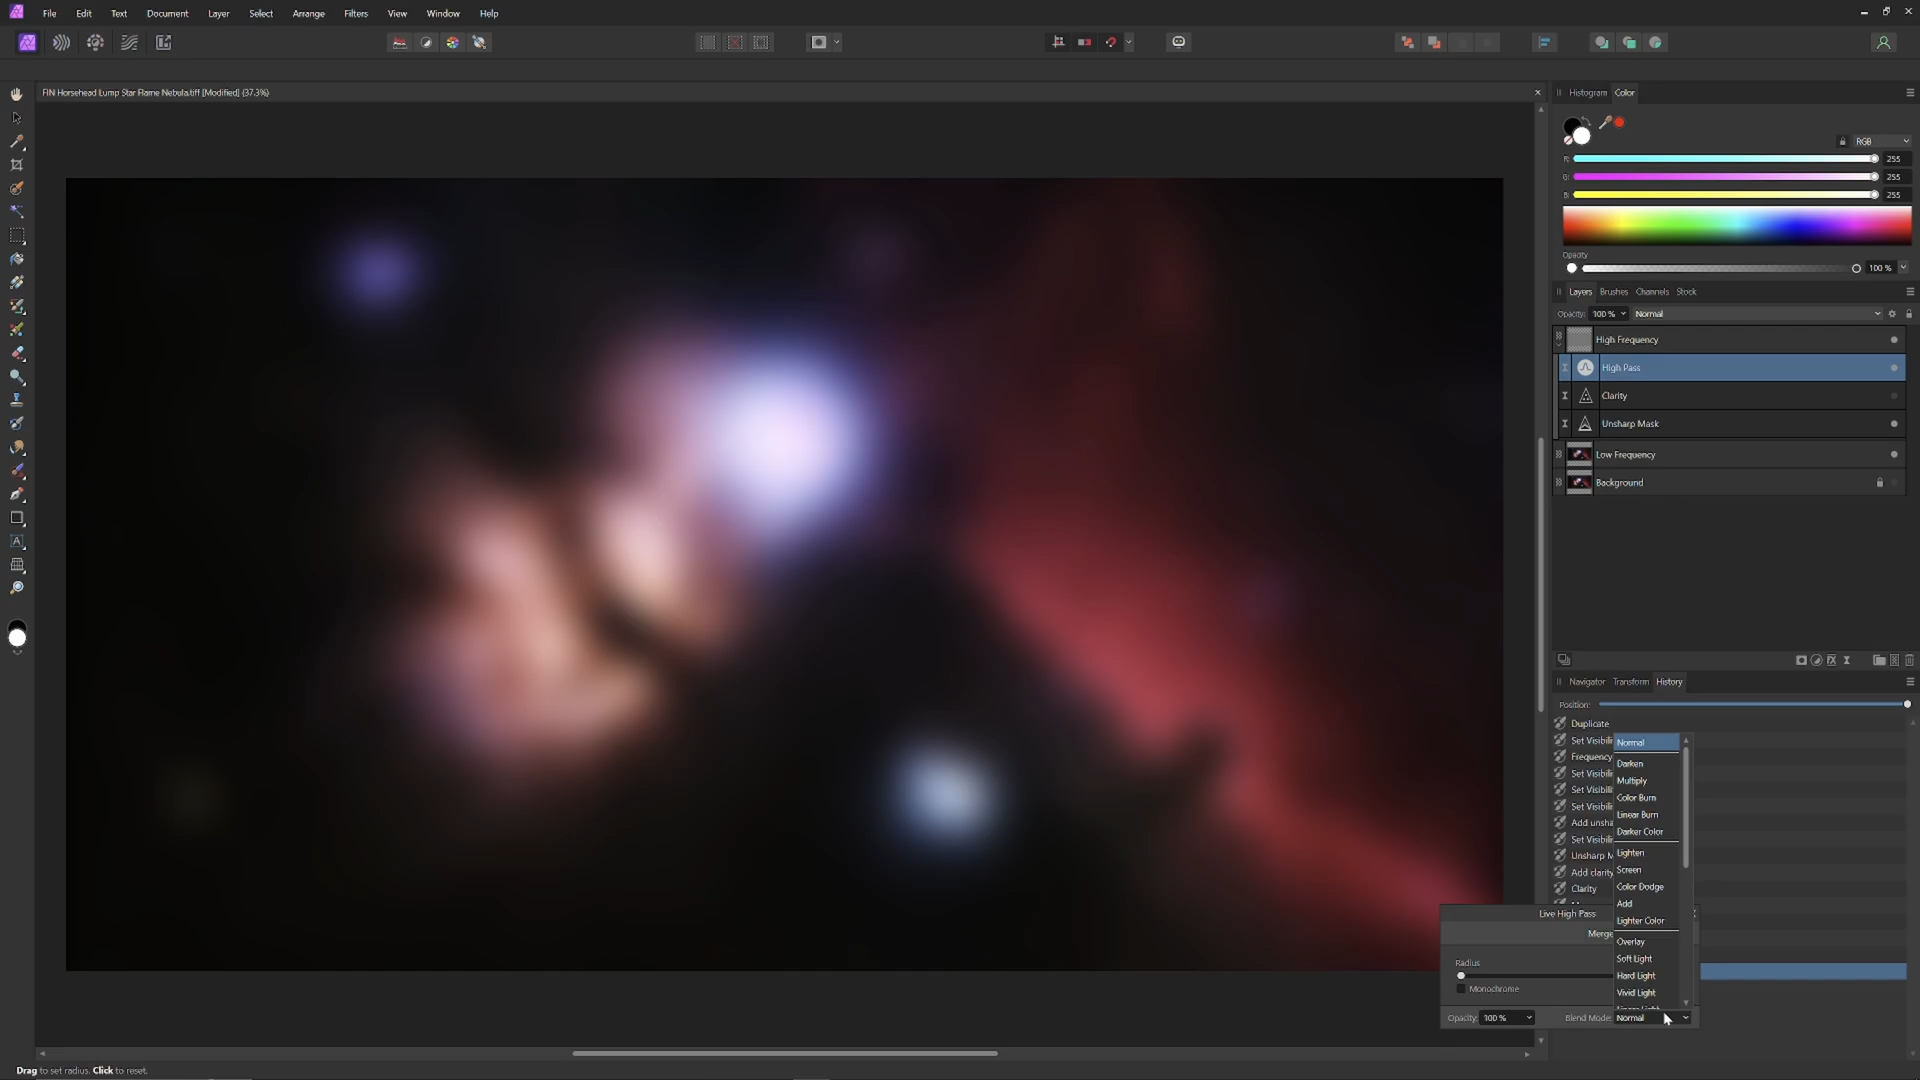 File Edit Text Document Layer Select Arrange Filters View Window Help
FIN Horsehead Lump Star Flame Nebula.tiff [Modified] (37.3%)
Histogram Color
RGB
R: 255
G: 255
B: 255
Opacity
100 %
Layers Brushes Channels Stock
Opacity: 100 % Normal
High Frequency
High Pass
Clarity
Unsharp Mask
Low Frequency
Background
Navigator Transform History
Position:
Duplicate
Set Visibili
Frequency
Set Visibili
Set Visibili
Set Visibili
Add unsha
Set Visibili
Unsharp M
Add clarity
Clarity
Normal
Darken
Multiply
Color Burn
Linear Burn
Darker Color
Lighten
Screen
Color Dodge
Add
Lighter Color
Overlay
Soft Light
Hard Light
Vivid Light
Live High Pass
Merge
Radius
Monochrome
Opacity: 100 % Blend Mode: Normal
Drag to set radius. Click to reset.